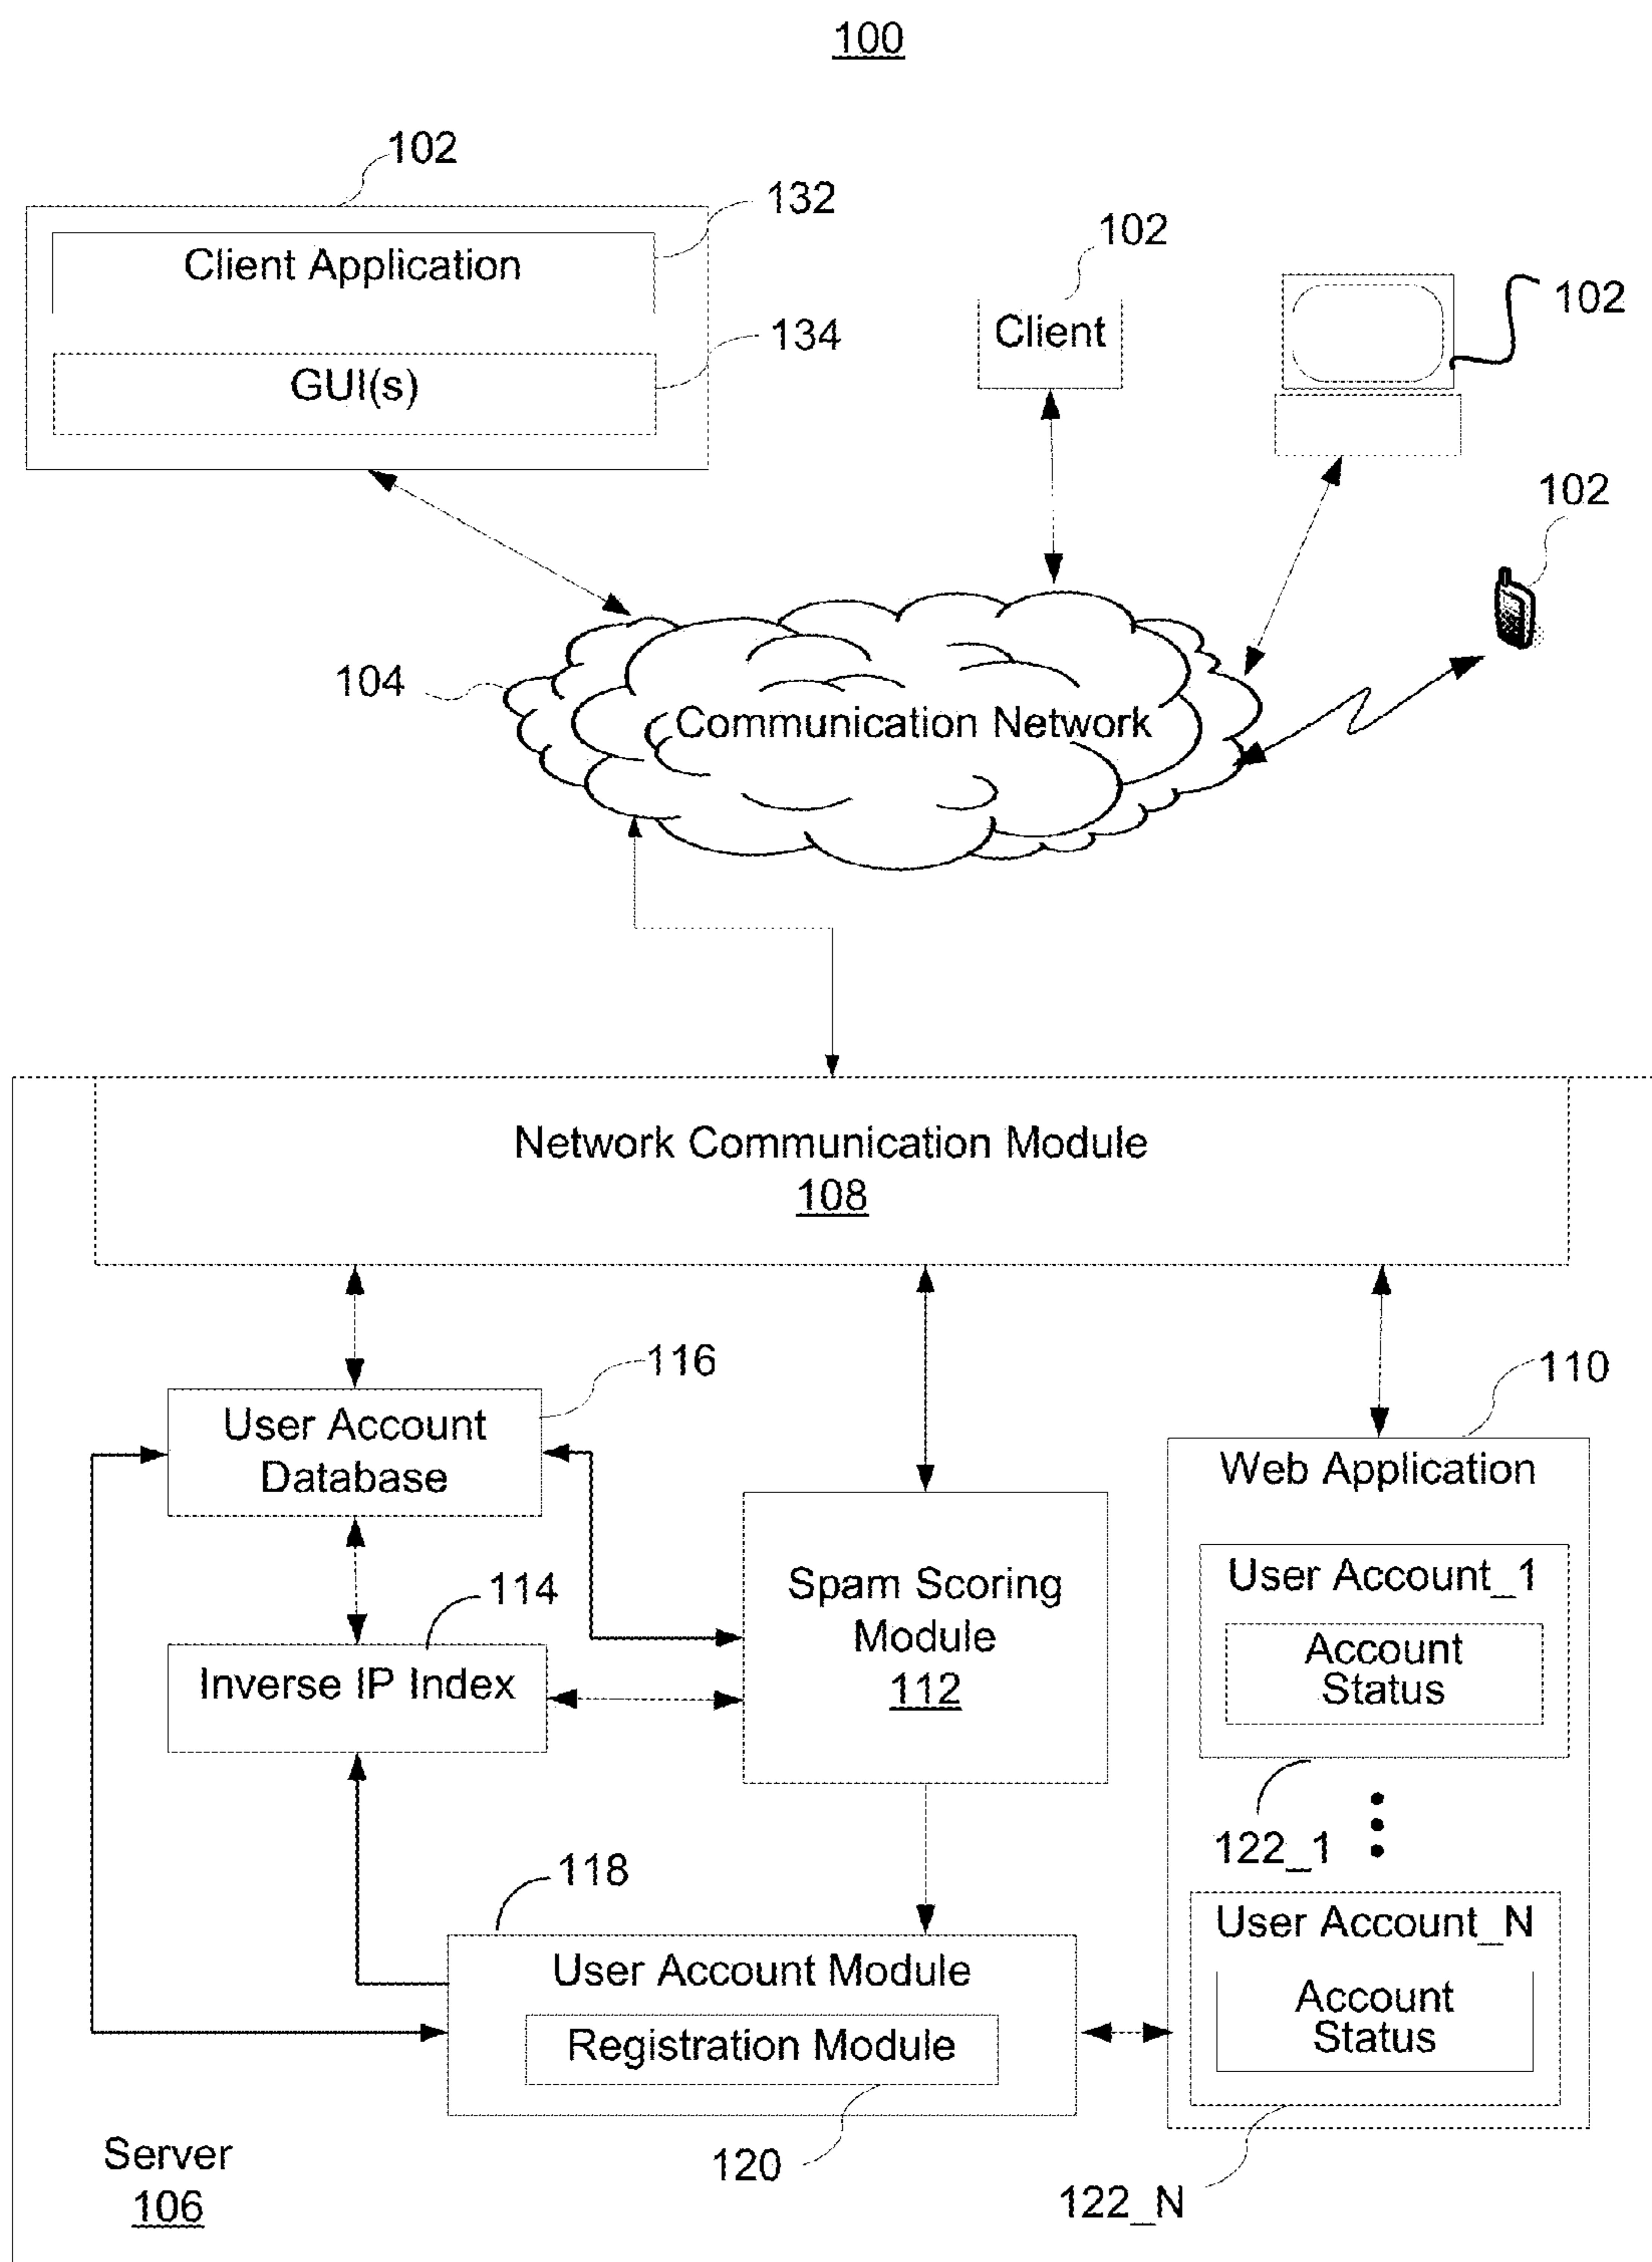 100
102
132
Client Application
134
GUI(s)
102
Client
102
102
104
Communication Network
Network Communication Module
108
116
User Account
Database
114
Inverse IP Index
Spam Scoring
Module
112
110
Web Application
User Account_1
Account
Status
122_1
118
User Account Module
Registration Module
120
User Account_N
Account
Status
122_N
Server
106